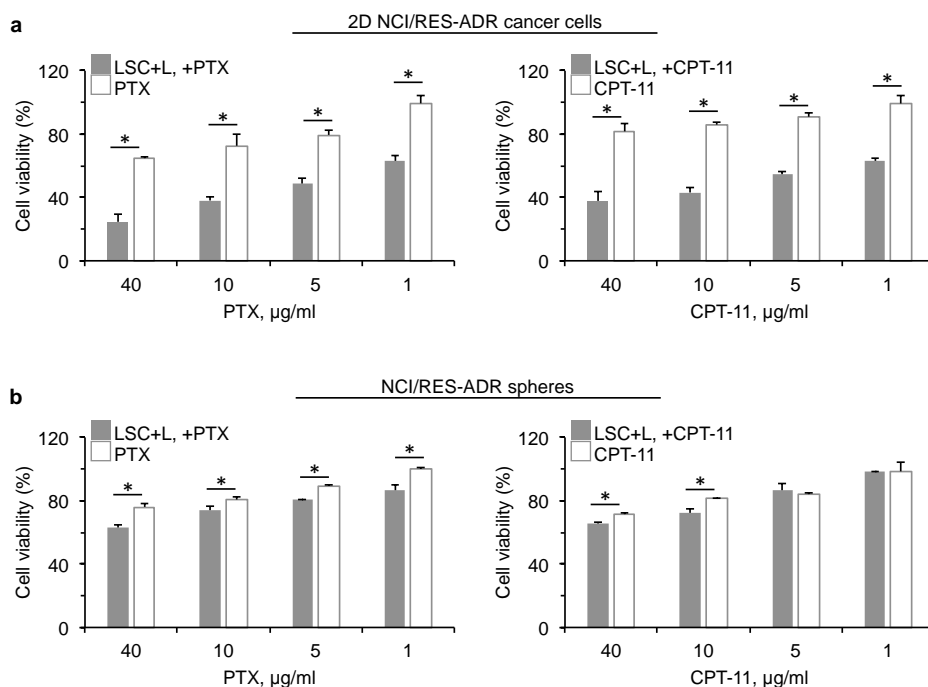 a
2D NCI/RES-ADR cancer cells
LSC+L, +PTX
PTX
120
80
40
0
Cell viability (%)
* * * *
40 10 5 1
PTX, µg/ml
LSC+L, +CPT-11
CPT-11
120
80
40
0
Cell viability (%)
* * * *
40 10 5 1
CPT-11, µg/ml
b
NCI/RES-ADR spheres
LSC+L, +PTX
PTX
120
80
40
0
Cell viability (%)
* * * *
40 10 5 1
PTX, µg/ml
LSC+L, +CPT-11
CPT-11
120
80
40
0
Cell viability (%)
* *
40 10 5 1
CPT-11, µg/ml